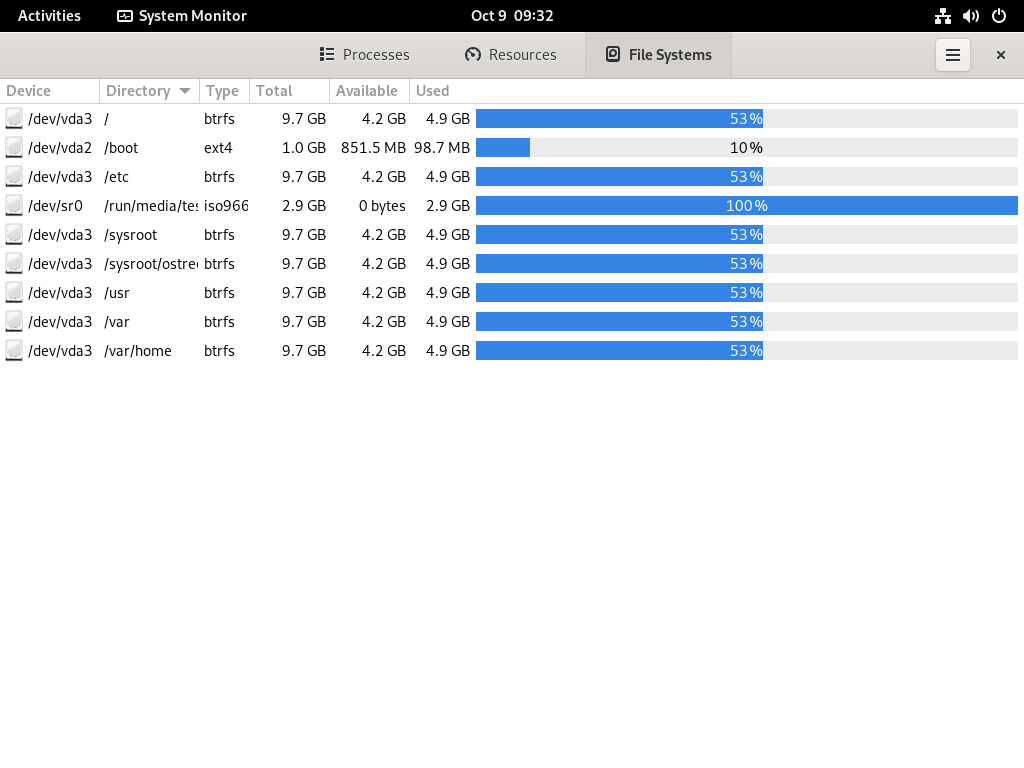 Activities System Monitor Oct 9 09:32
Processes Resources File Systems
Device Directory Type Total Available Used
/dev/vda3 / btrfs 9.7 GB 4.2 GB 4.9 GB 53%
/dev/vda2 /boot ext4 1.0 GB 851.5 MB 98.7 MB 10%
/dev/vda3 /etc btrfs 9.7 GB 4.2 GB 4.9 GB 53%
/dev/sr0 /run/media/tes iso966 2.9 GB 0 bytes 2.9 GB 100%
/dev/vda3 /sysroot btrfs 9.7 GB 4.2 GB 4.9 GB 53%
/dev/vda3 /sysroot/ostre btrfs 9.7 GB 4.2 GB 4.9 GB 53%
/dev/vda3 /usr btrfs 9.7 GB 4.2 GB 4.9 GB 53%
/dev/vda3 /var btrfs 9.7 GB 4.2 GB 4.9 GB 53%
/dev/vda3 /var/home btrfs 9.7 GB 4.2 GB 4.9 GB 53%